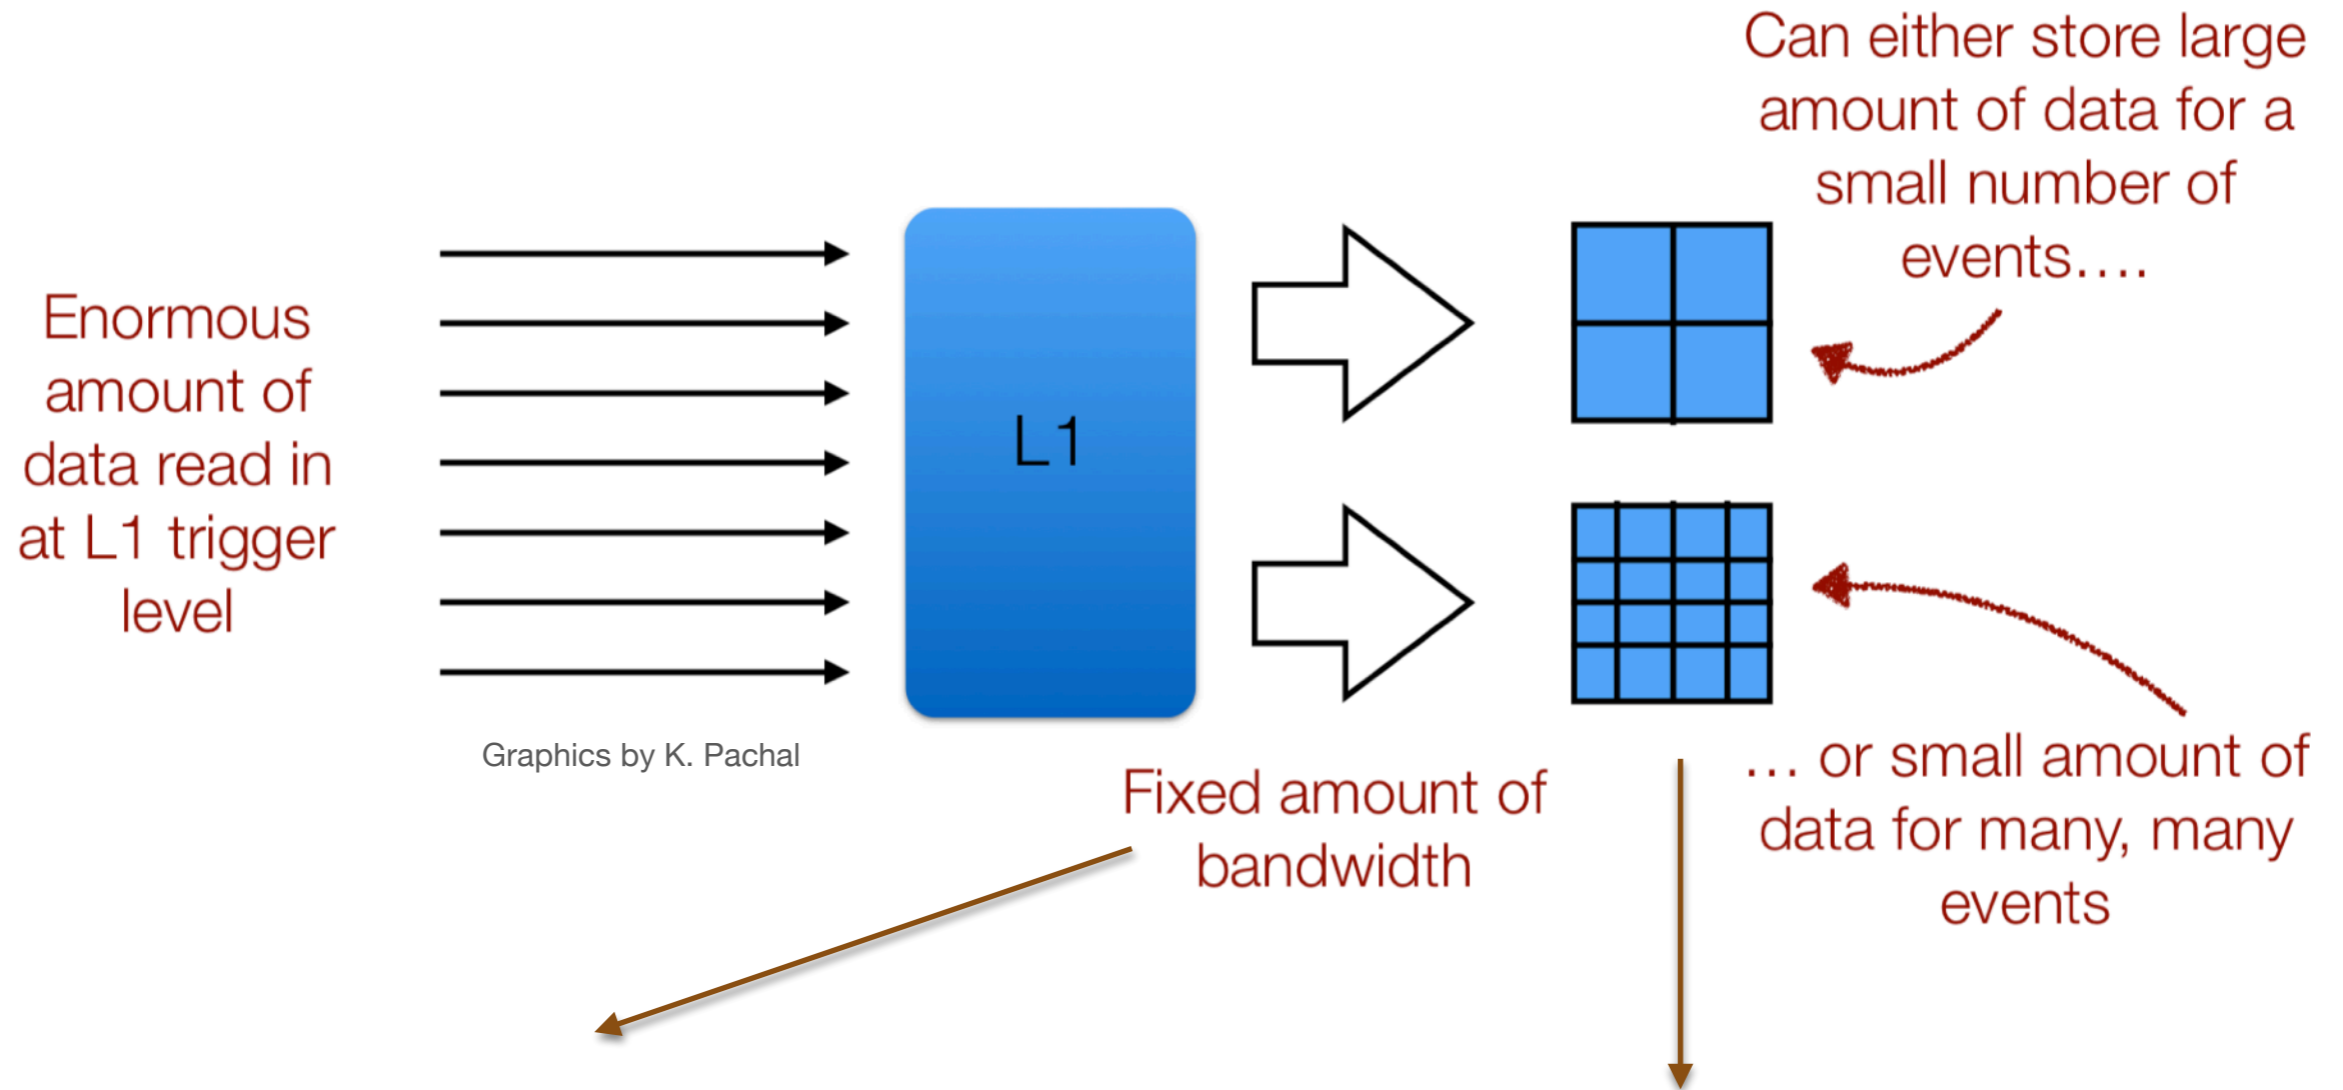 Can either store large
amount of data for a
small number of
events....
Enormous
amount of
data read in
at L1 trigger
level
L1
Graphics by K. Pachal
Fixed amount of
bandwidth
... or small amount of
data for many, many
events